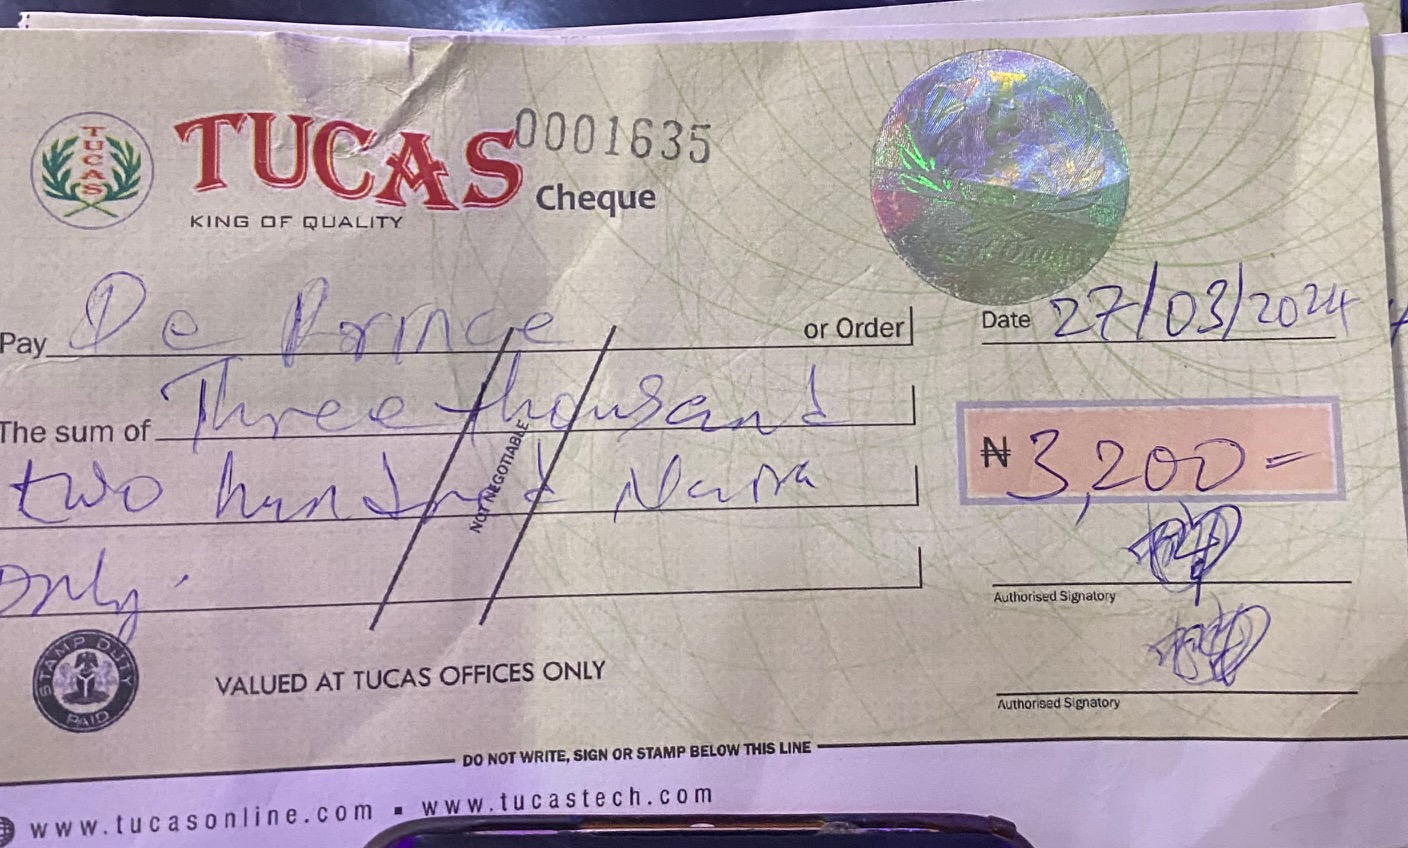 TUCAS
TUCAS 0001635
Cheque
KING OF QUALITY
Pay De Prince or Order
Date 27/03/2024
The sum of Three thousand
two hundred Naira
only.
₦ 3,200=
NOT NEGOTIABLE
Authorised Signatory
Authorised Signatory
STAMP DUTY
PAID
VALUED AT TUCAS OFFICES ONLY
DO NOT WRITE, SIGN OR STAMP BELOW THIS LINE
www.tucasonline.com ▪ www.tucastech.com